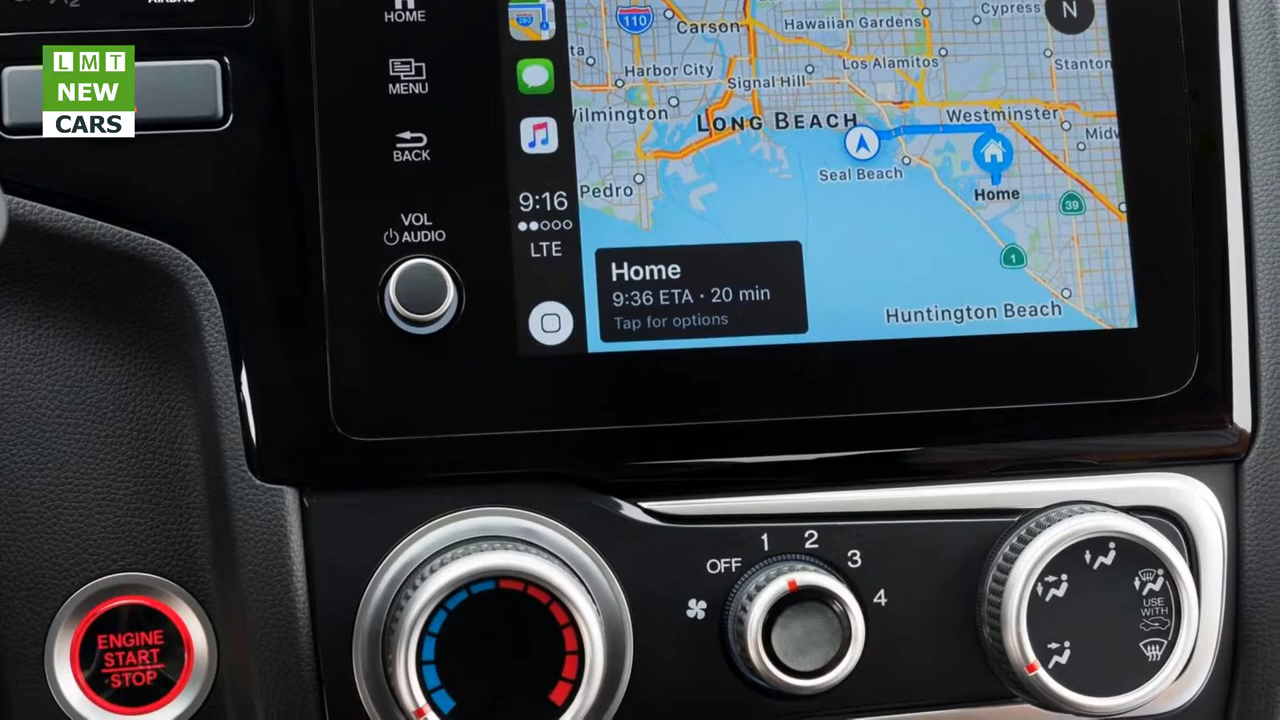 AIRBAG
LMT
NEW
CARS
HOME
MENU
BACK
VOL
AUDIO
9:16
LTE
110
Carson
Hawaiian Gardens
Cypress
N
Harbor City
Signal Hill
Los Alamitos
Stanton
Wilmington
LONG BEACH
Westminster
Midw
Seal Beach
Pedro
Home
39
1
Huntington Beach
Home
9:36 ETA • 20 min
Tap for options
ENGINE
START
STOP
OFF
1
2
3
4
USE
WITH